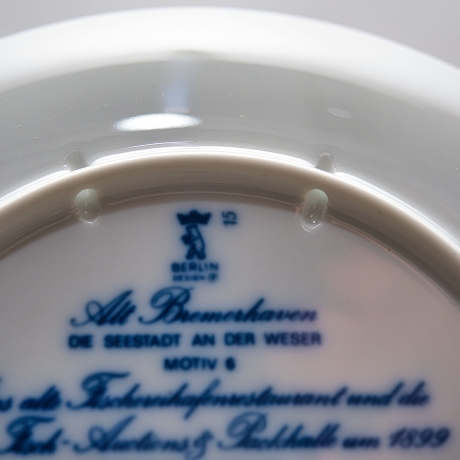 15
BERLIN
DESIGN
Alt Bremerhaven
DIE SEESTADT AN DER WESER
MOTIV 6
alte Fischereihafenrestaurant und die
Fisch-Auctions & Packhalle um 1899